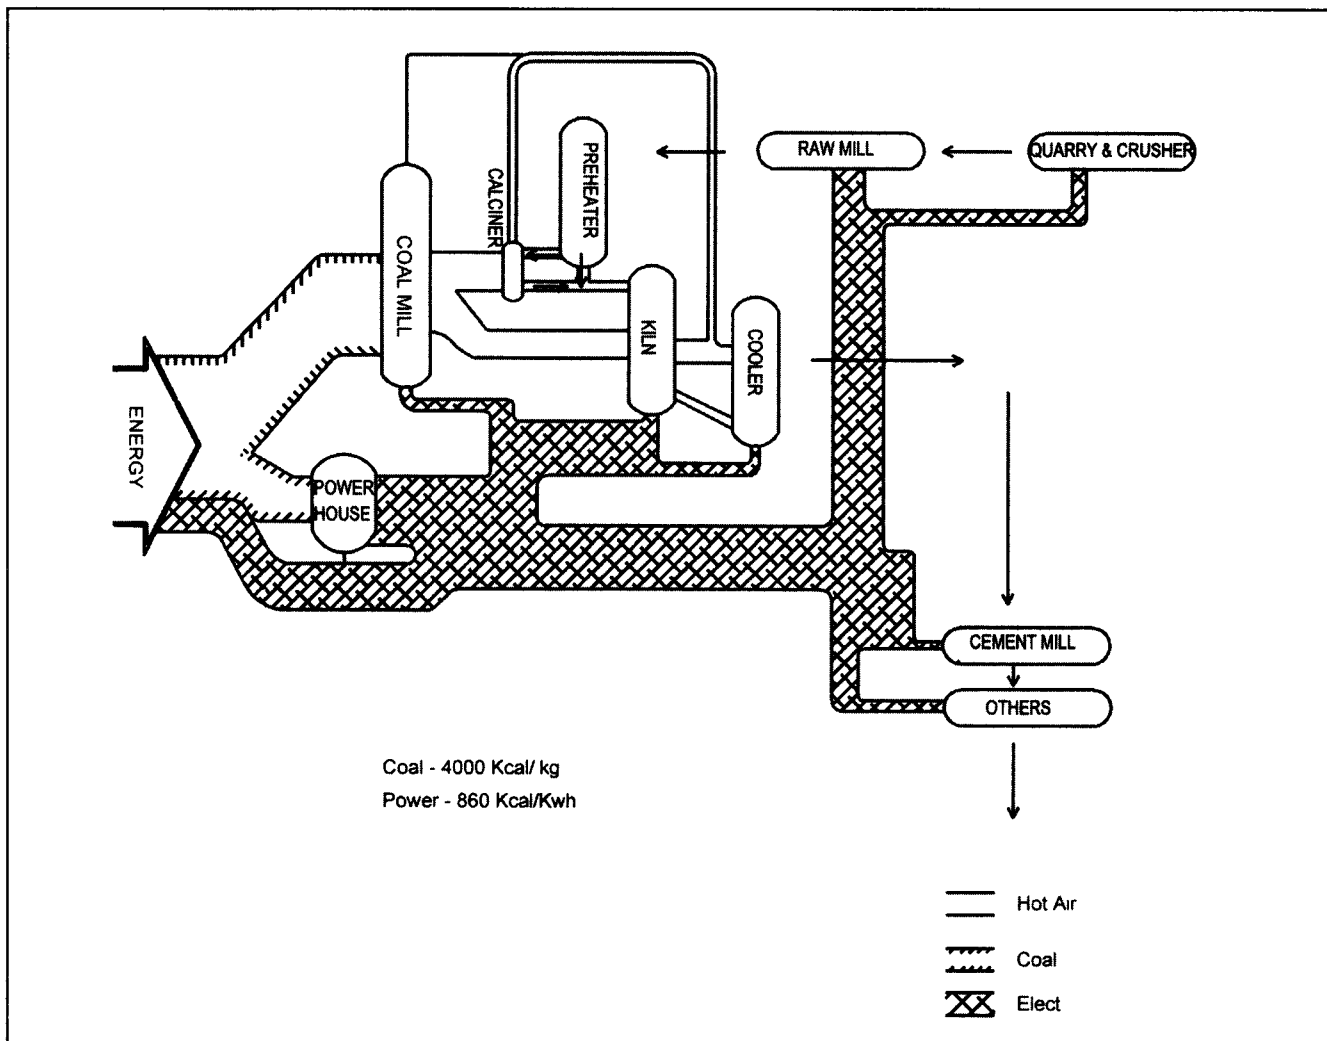 PREHEATER
RAW MILL
QUARRY & CRUSHER
CALCINER
COAL MILL
KILN
COOLER
ENERGY
POWER
HOUSE
CEMENT MILL
OTHERS
Coal - 4000 Kcal/ kg
Power - 860 Kcal/Kwh
Hot Air
Coal
Elect